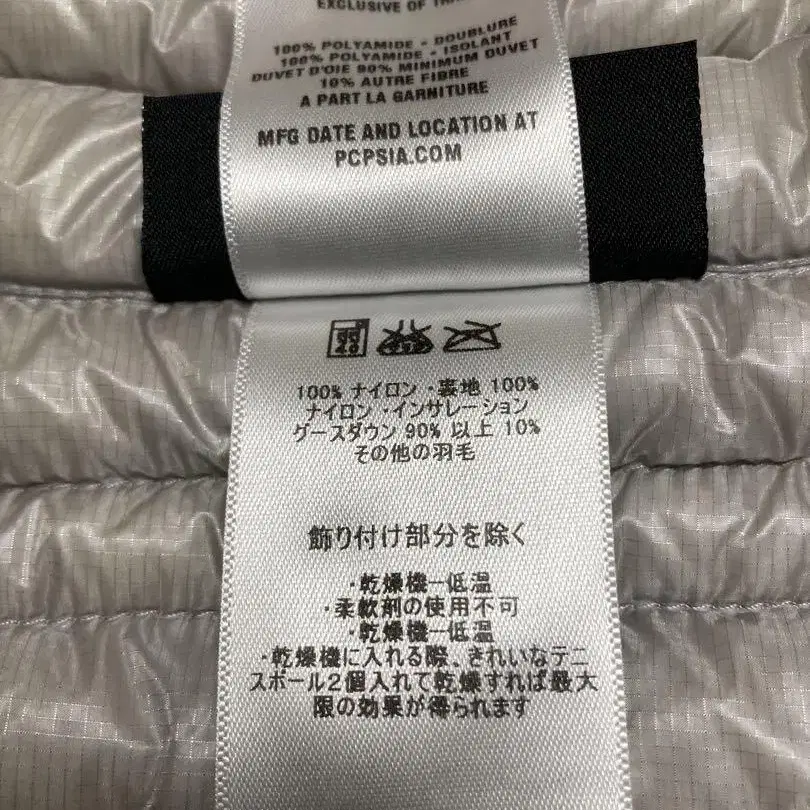 EXCLUSIVE OF
100% POLYAMIDE - DOUBLURE
100% POLYAMIDE - ISOLANT
DUVET D'OIE 90% MINIMUM DUVET
10% AUTRE FIBRE
A PART LA GARNITURE
MFG DATE AND LOCATION AT
PCPSIA.COM
40
100% ナイロン・裏地 100%
ナイロン・インサレーション
グースダウン 90% 以上 10%
その他の羽毛
飾り付け部分を除く
・乾燥機ー低温
・柔軟剤の使用不可
・乾燥機ー低温
・乾燥機に入れる際、きれいなテニ
スボール2個入れて乾燥すれば最大
限の効果が得られます